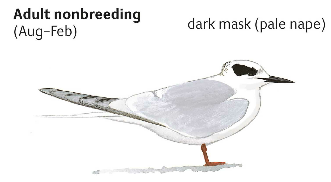 Adult nonbreeding
(Aug–Feb)
dark mask (pale nape)